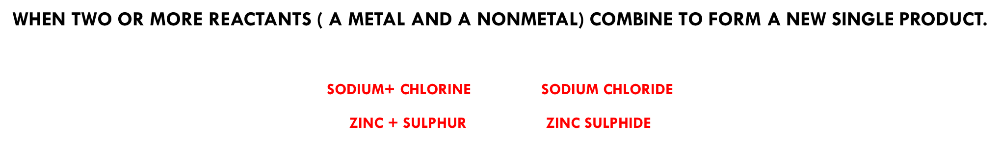 WHEN TWO OR MORE REACTANTS ( A METAL AND A NONMETAL) COMBINE TO FORM A NEW SINGLE PRODUCT.
SODIUM+ CHLORINE SODIUM CHLORIDE
ZINC + SULPHUR ZINC SULPHIDE